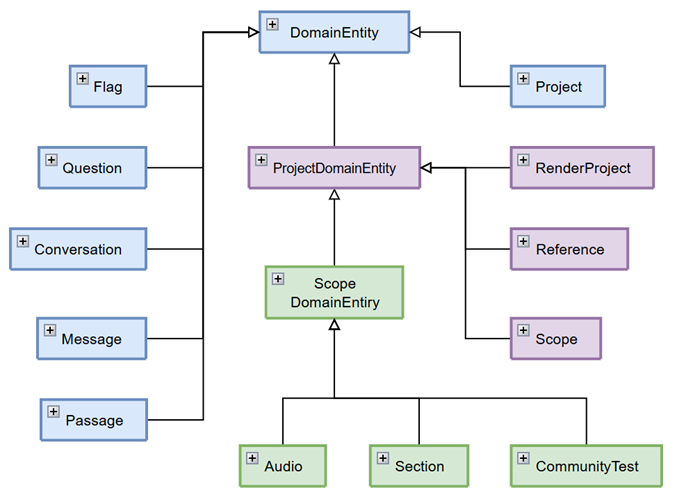 DomainEntity
Flag
Project
Question
ProjectDomainEntity
RenderProject
Conversation
Reference
Scope
DomainEntiry
Message
Scope
Passage
Audio
Section
CommunityTest